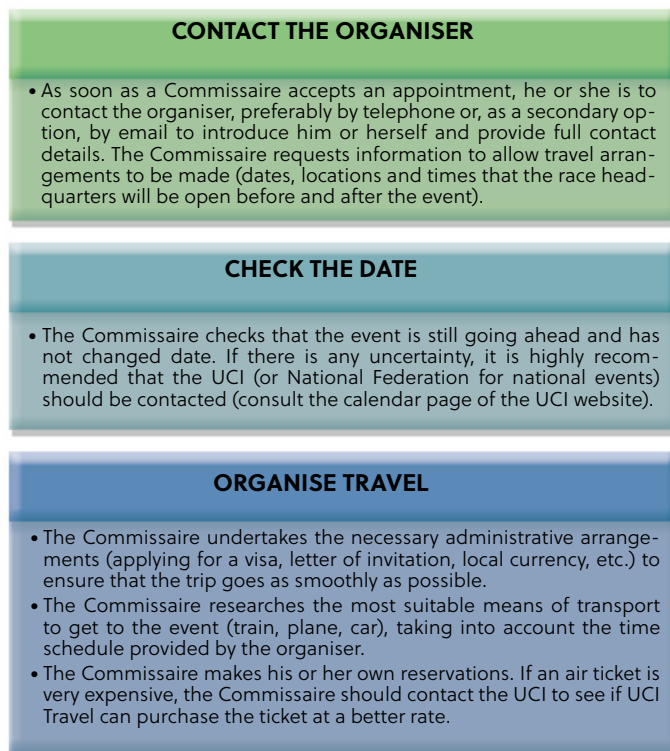 CONTACT THE ORGANISER
• As soon as a Commissaire accepts an appointment, he or she is to
contact the organiser, preferably by telephone or, as a secondary op-
tion, by email to introduce him or herself and provide full contact
details. The Commissaire requests information to allow travel arran-
gements to be made (dates, locations and times that the race head-
quarters will be open before and after the event).
CHECK THE DATE
• The Commissaire checks that the event is still going ahead and has
not changed date. If there is any uncertainty, it is highly recom-
mended that the UCI (or National Federation for national events)
should be contacted (consult the calendar page of the UCI website).
ORGANISE TRAVEL
• The Commissaire undertakes the necessary administrative arrange-
ments (applying for a visa, letter of invitation, local currency, etc.) to
ensure that the trip goes as smoothly as possible.
• The Commissaire researches the most suitable means of transport
to get to the event (train, plane, car), taking into account the time
schedule provided by the organiser.
• The Commissaire makes his or her own reservations. If an air ticket is
very expensive, the Commissaire should contact the UCI to see if UCI
Travel can purchase the ticket at a better rate.